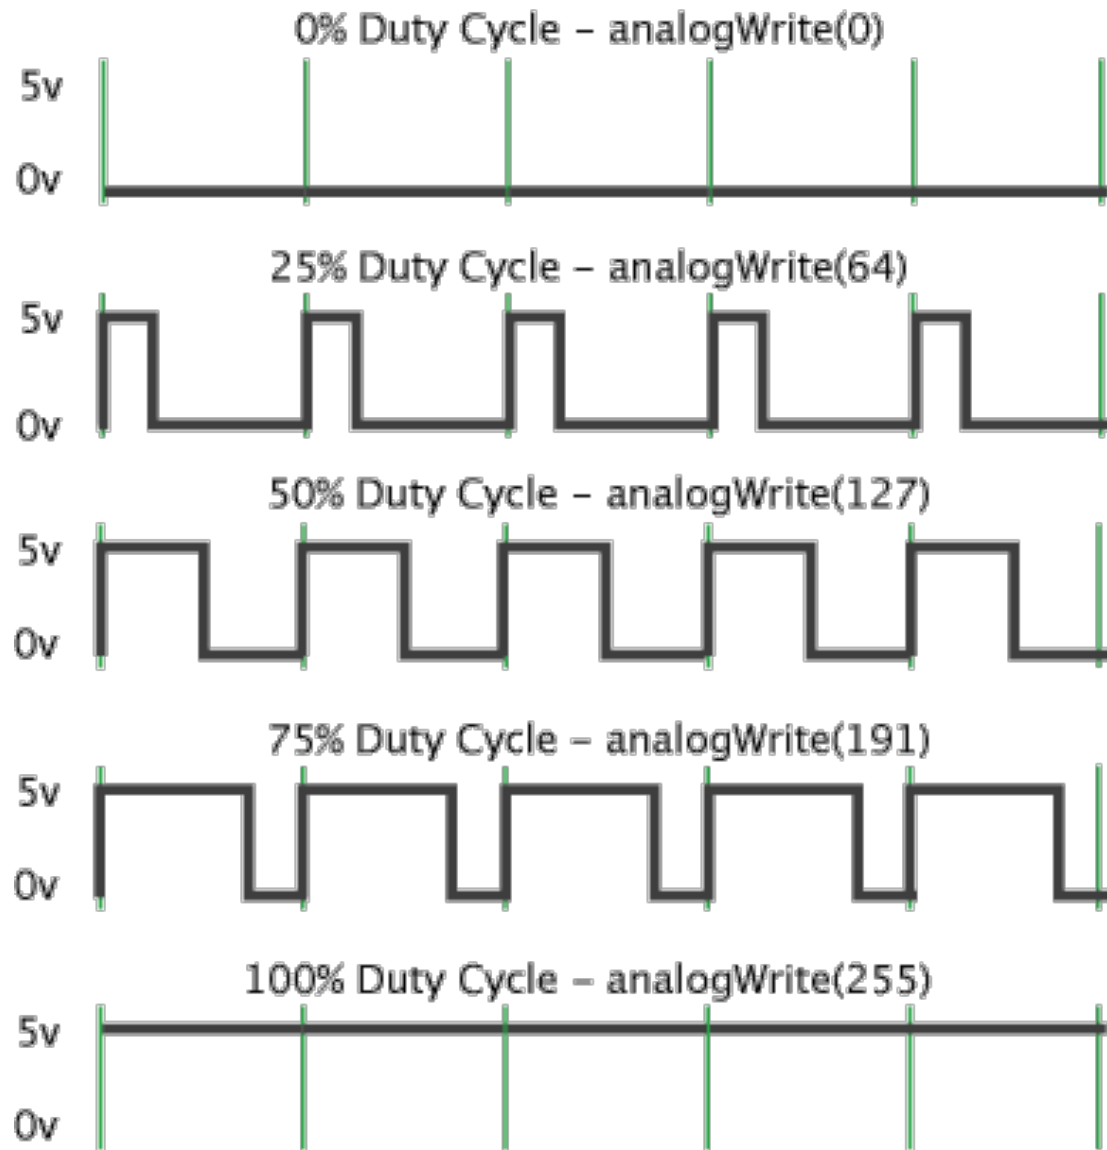 0% Duty Cycle – analogWrite(0)
5v
0v
25% Duty Cycle – analogWrite(64)
5v
0v
50% Duty Cycle – analogWrite(127)
5v
0v
75% Duty Cycle – analogWrite(191)
5v
0v
100% Duty Cycle – analogWrite(255)
5v
0v